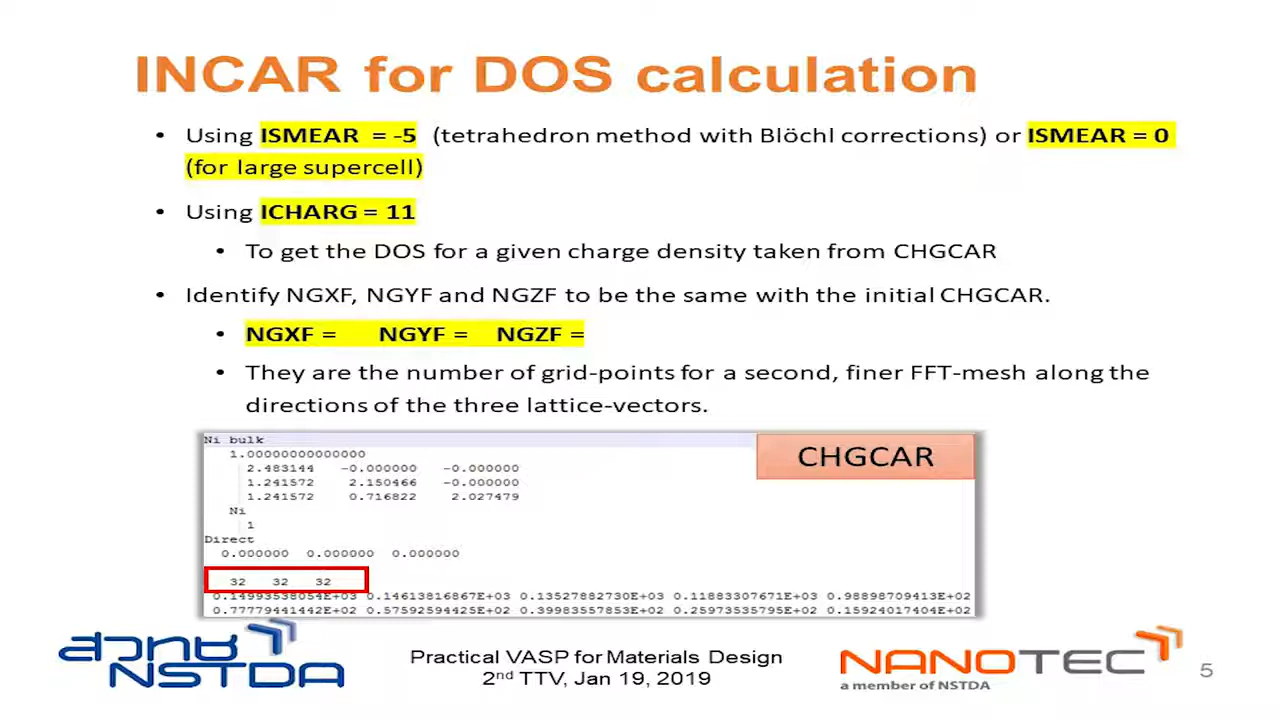 INCAR for DOS calculation
• Using ISMEAR = -5 (tetrahedron method with Blöchl corrections) or ISMEAR = 0
(for large supercell)
• Using ICHARG = 11
• To get the DOS for a given charge density taken from CHGCAR
• Identify NGXF, NGYF and NGZF to be the same with the initial CHGCAR.
• NGXF = NGYF = NGZF =
• They are the number of grid-points for a second, finer FFT-mesh along the
directions of the three lattice-vectors.
CHGCAR
Ni bulk
1.00000000000000
2.483144 -0.000000 -0.000000
1.241572 2.150466 -0.000000
1.241572 0.716822 2.027479
Ni
1
Direct
0.000000 0.000000 0.000000
32 32 32
0.14993538054E+03 0.14613816867E+03 0.13527882730E+03 0.11883307671E+03 0.98898709413E+02
0.77779441442E+02 0.57592594425E+02 0.39983557853E+02 0.25973535795E+02 0.15924017404E+02
สวทช
NSTDA
Practical VASP for Materials Design
2nd TTV, Jan 19, 2019
NANOTEC
a member of NSTDA
5